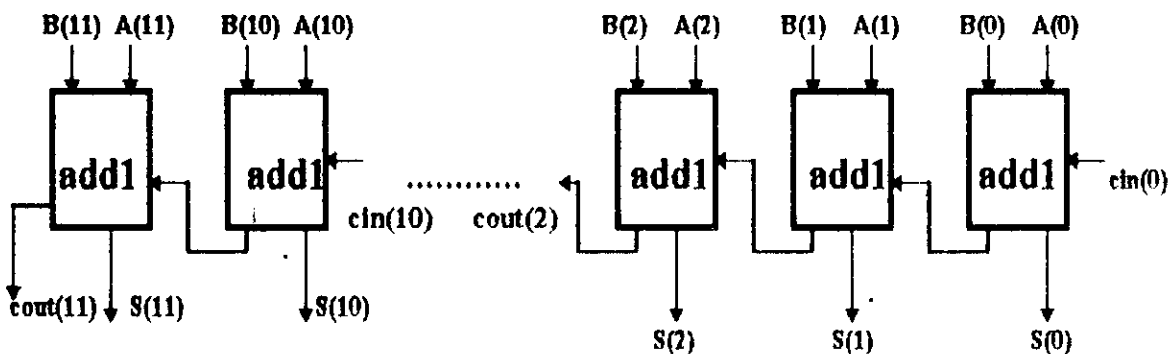 B(11) A(11) B(10) A(10) B(2) A(2) B(1) A(1) B(0) A(0)
add1 add1 add1 add1 add1
cin(0)
cin(10) ............ cout(2)
cout(11) S(11) S(10)
S(2) S(1) S(0)